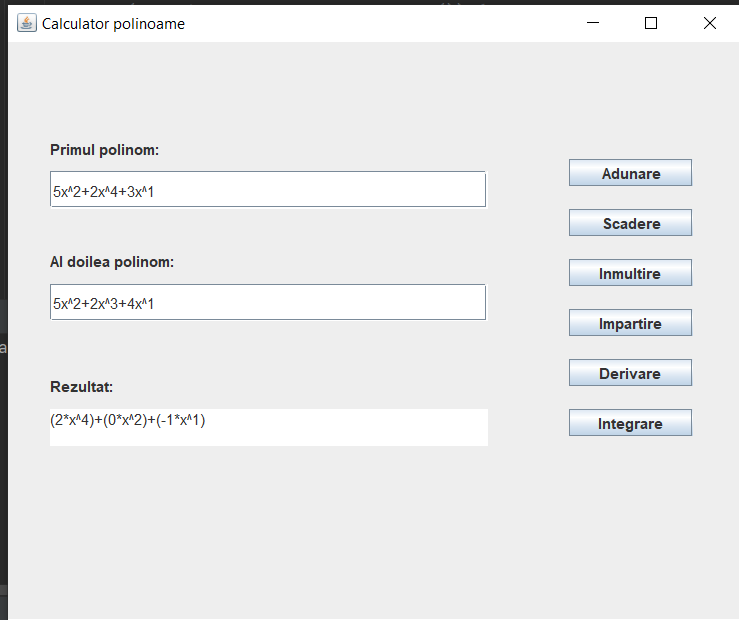 Calculator polinoame
Primul polinom:
5x^2+2x^4+3x^1
Al doilea polinom:
5x^2+2x^3+4x^1
Rezultat:
(2*x^4)+(0*x^2)+(-1*x^1)
Adunare
Scadere
Inmultire
Impartire
Derivare
Integrare